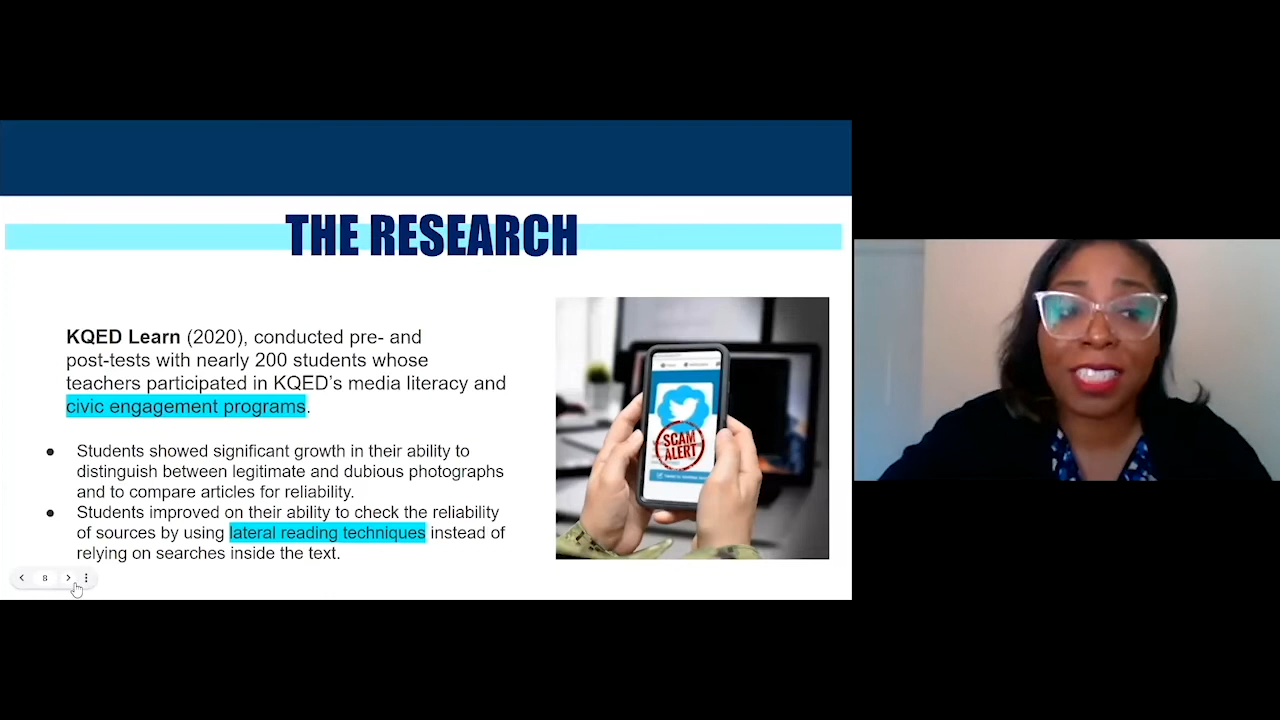 THE RESEARCH
KQED Learn (2020), conducted pre- and
post-tests with nearly 200 students whose
teachers participated in KQED's media literacy and
civic engagement programs.
● Students showed significant growth in their ability to
distinguish between legitimate and dubious photographs
and to compare articles for reliability.
● Students improved on their ability to check the reliability
of sources by using lateral reading techniques instead of
relying on searches inside the text.
SCAM
ALERT
8